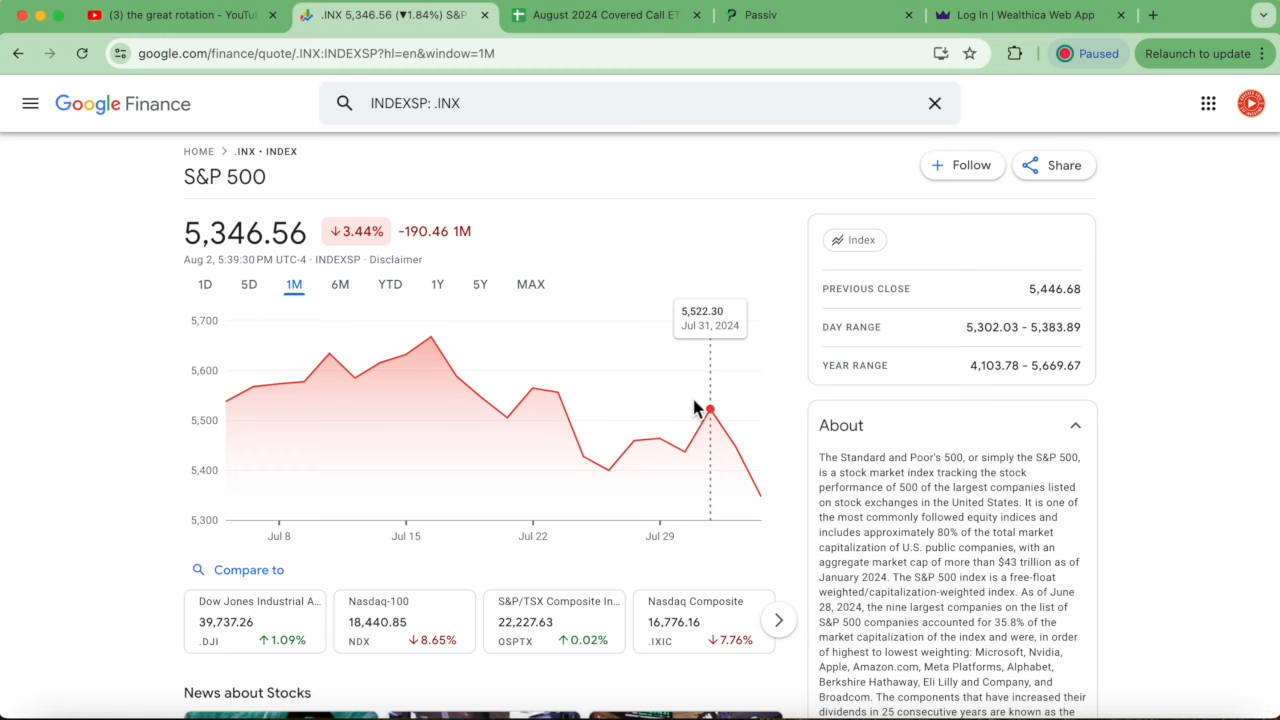 (3) the great rotation - YouTu
.INX 5,346.56 (▼1.84%) S&P
August 2024 Covered Call ET
Passiv
Log In | Wealthica Web App
google.com/finance/quote/.INX:INDEXSP?hl=en&window=1M
Paused
Relaunch to update
Google Finance
INDEXSP: .INX
HOME > .INX • INDEX
S&P 500
Follow
Share
5,346.56
↓3.44%
-190.46 1M
Aug 2, 5:39:30 PM UTC-4 · INDEXSP · Disclaimer
1D 5D 1M 6M YTD 1Y 5Y MAX
5,522.30
Jul 31, 2024
5,700
5,600
5,500
5,400
5,300
Jul 8 Jul 15 Jul 22 Jul 29
Compare to
Dow Jones Industrial A...
39,737.26
.DJI ↑1.09%
Nasdaq-100
18,440.85
NDX ↓8.65%
S&P/TSX Composite In...
22,227.63
OSPTX ↑0.02%
Nasdaq Composite
16,776.16
.IXIC ↓7.76%
News about Stocks
Index
PREVIOUS CLOSE 5,446.68
DAY RANGE 5,302.03 - 5,383.89
YEAR RANGE 4,103.78 - 5,669.67
About
The Standard and Poor's 500, or simply the S&P 500,
is a stock market index tracking the stock
performance of 500 of the largest companies listed
on stock exchanges in the United States. It is one of
the most commonly followed equity indices and
includes approximately 80% of the total market
capitalization of U.S. public companies, with an
aggregate market cap of more than $43 trillion as of
January 2024. The S&P 500 index is a free-float
weighted/capitalization-weighted index. As of June
28, 2024, the nine largest companies on the list of
S&P 500 companies accounted for 35.8% of the
market capitalization of the index and were, in order
of highest to lowest weighting: Microsoft, Nvidia,
Apple, Amazon.com, Meta Platforms, Alphabet,
Berkshire Hathaway, Eli Lilly and Company, and
Broadcom. The components that have increased their
dividends in 25 consecutive years are known as the